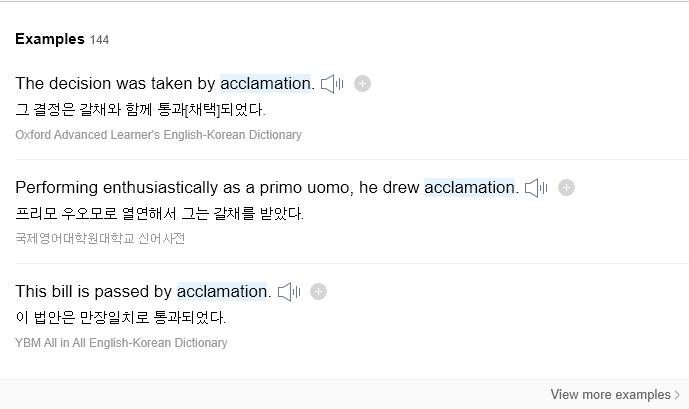 Examples 144
The decision was taken by acclamation.
그 결정은 갈채와 함께 통과[채택]되었다.
Oxford Advanced Learner's English-Korean Dictionary
Performing enthusiastically as a primo uomo, he drew acclamation.
프리모 우오모로 열연해서 그는 갈채를 받았다.
국제영어대학원대학교 신어사전
This bill is passed by acclamation.
이 법안은 만장일치로 통과되었다.
YBM All in All English-Korean Dictionary
View more examples